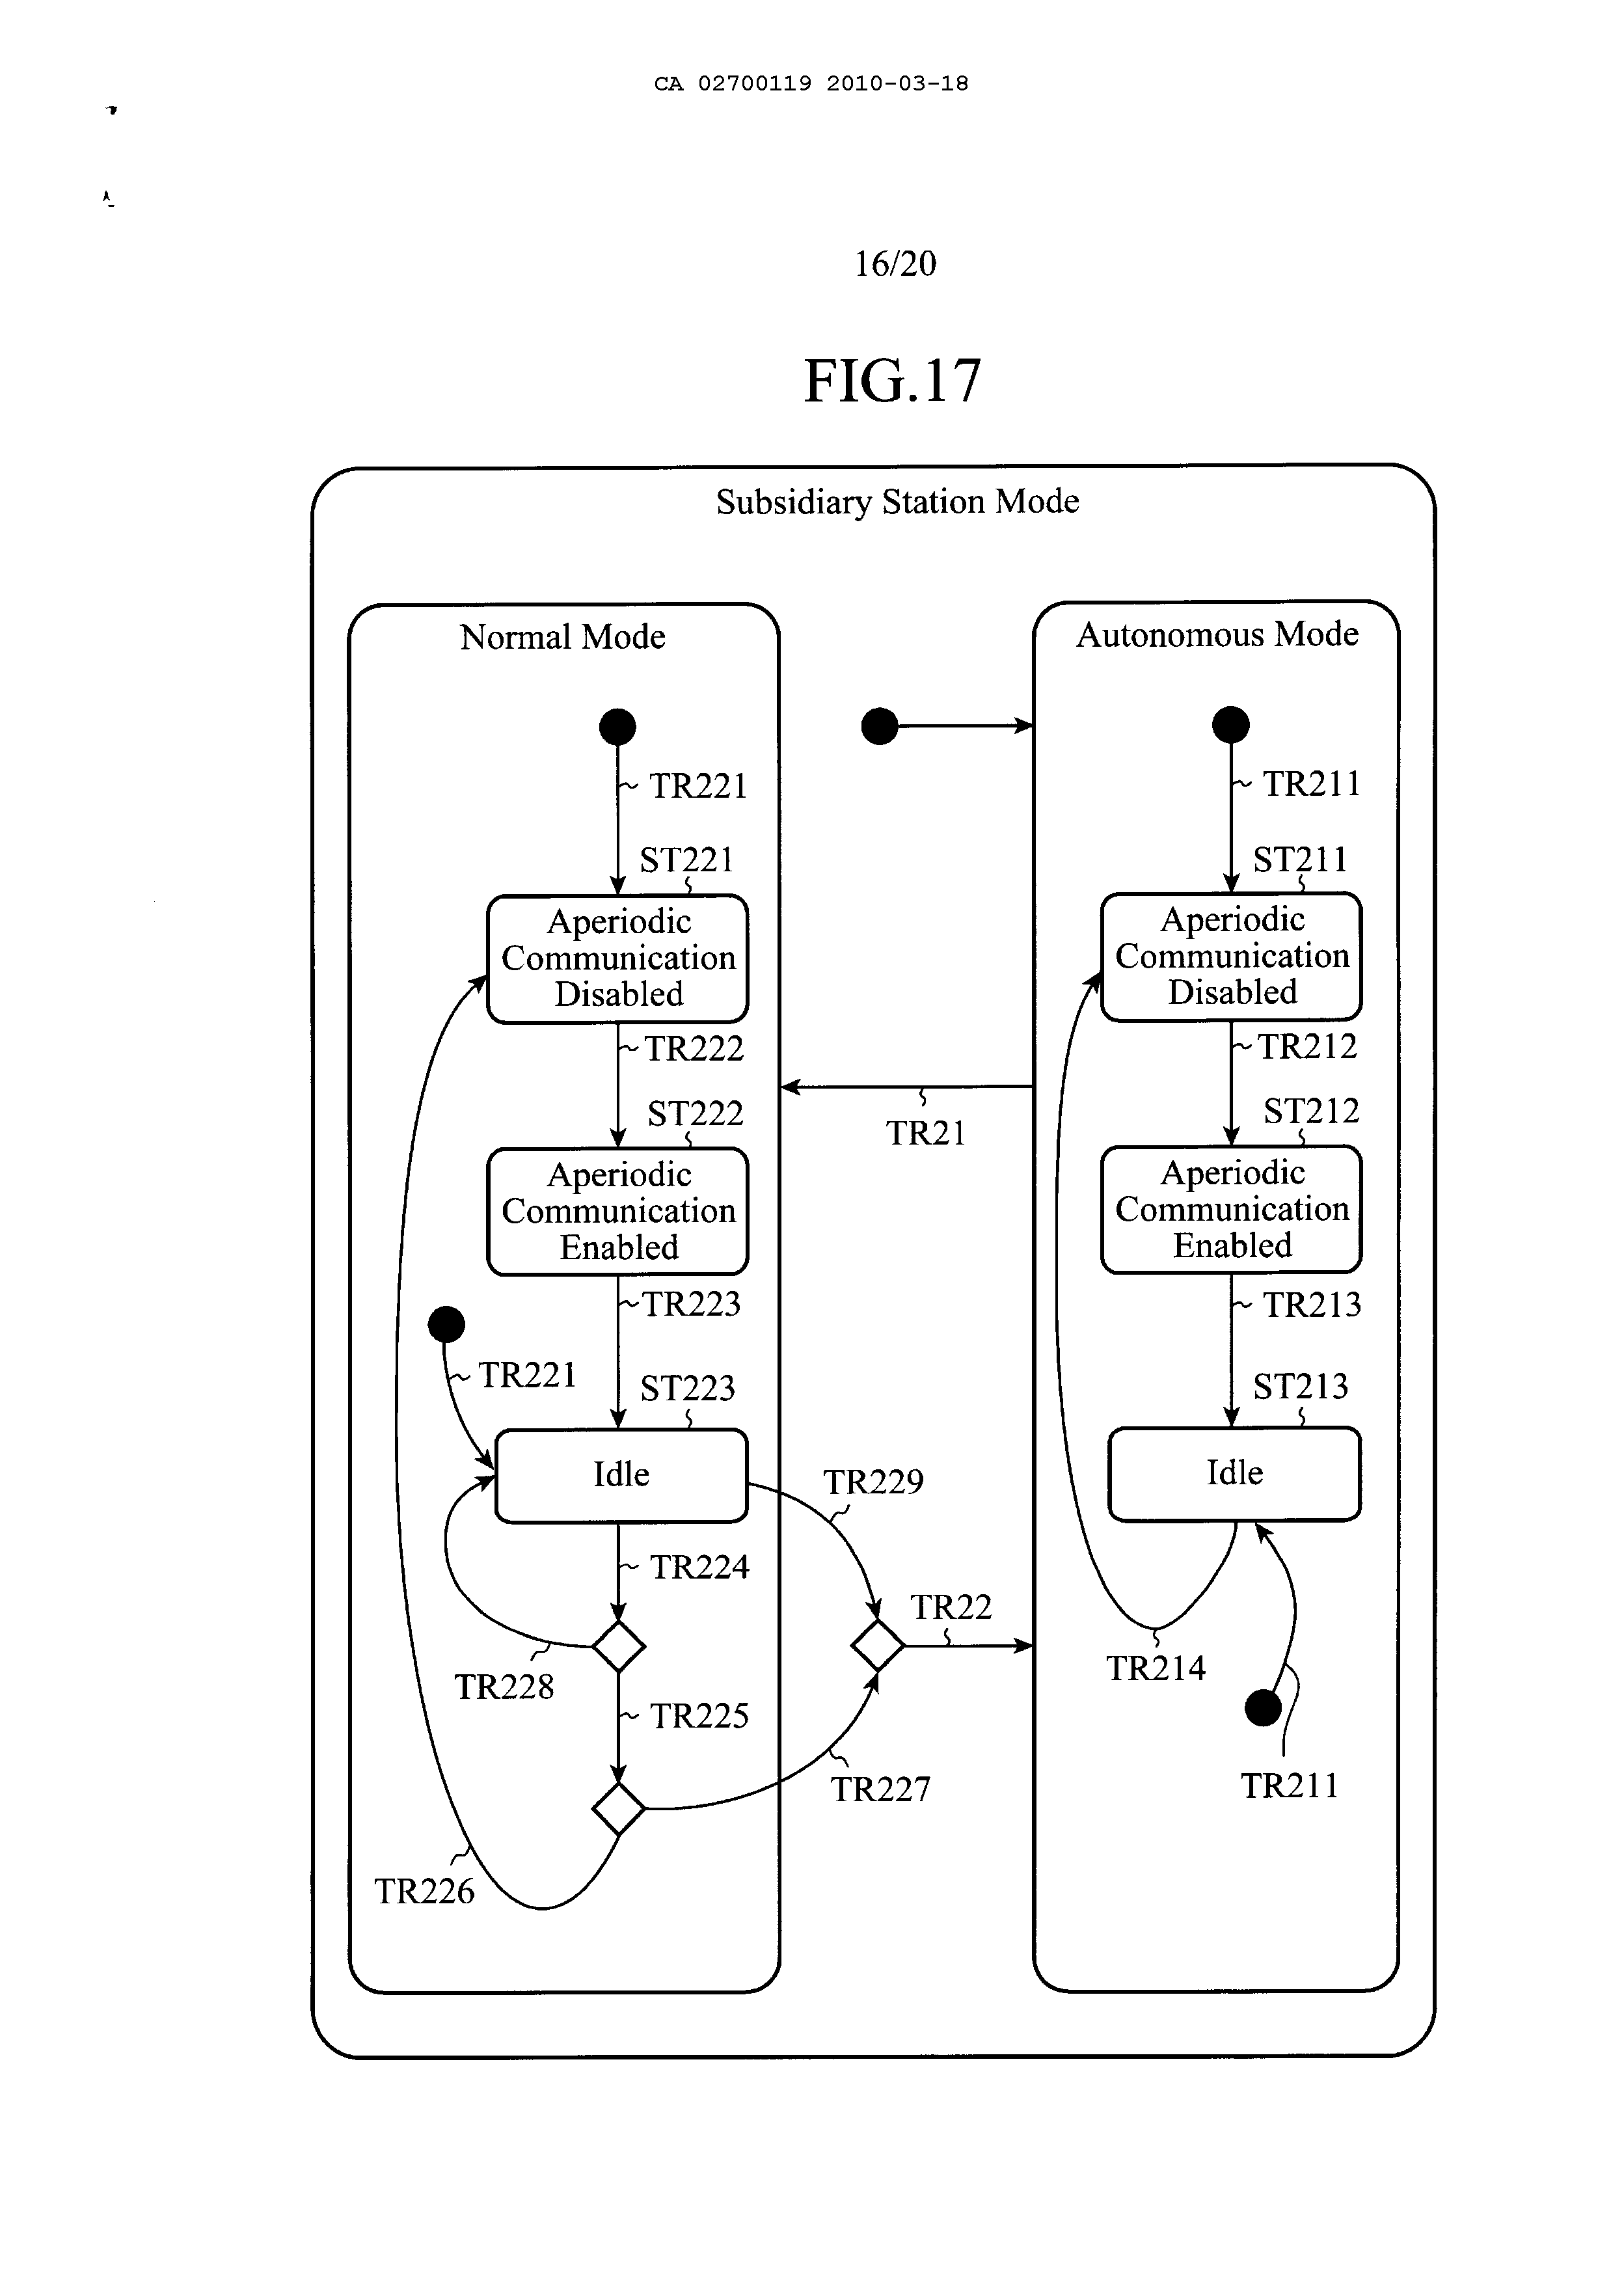 CA 02700119 2010-03-18
16/20
FIG.17
Subsidiary Station Mode
Normal Mode
TR221
ST221
Aperiodic
Communication
Disabled
TR222
ST222
Aperiodic
Communication
Enabled
TR223
TR221
ST223
Idle
TR224
TR228
TR225
TR226
TR21
TR229
TR22
TR227
Autonomous Mode
TR211
ST211
Aperiodic
Communication
Disabled
TR212
ST212
Aperiodic
Communication
Enabled
TR213
ST213
Idle
TR214
TR211